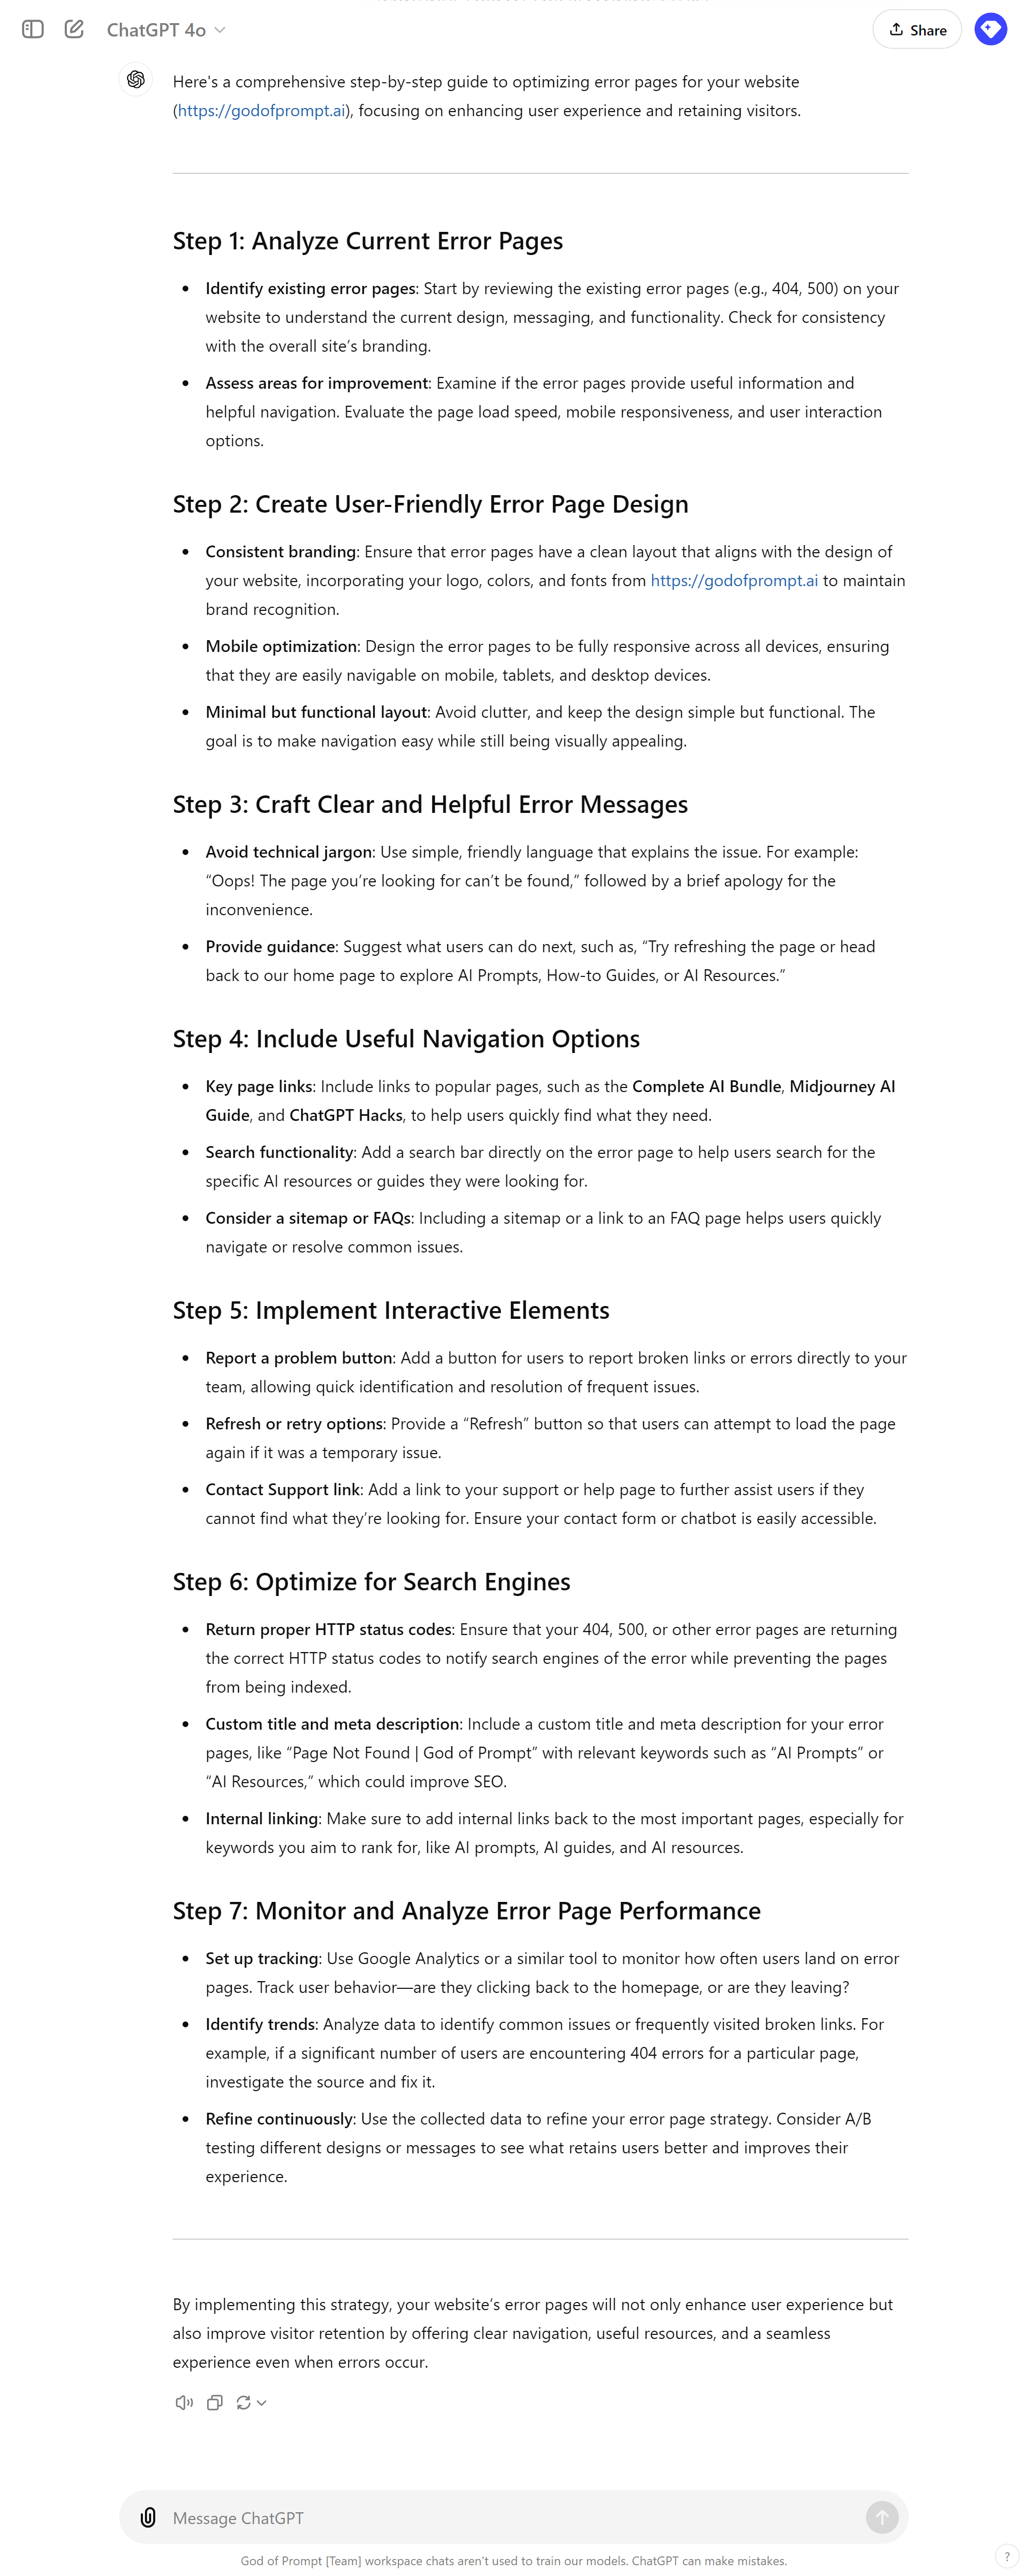 ChatGPT 4o
Share
Here's a comprehensive step-by-step guide to optimizing error pages for your website
(https://godofprompt.ai), focusing on enhancing user experience and retaining visitors.
Step 1: Analyze Current Error Pages
• Identify existing error pages: Start by reviewing the existing error pages (e.g., 404, 500) on your
website to understand the current design, messaging, and functionality. Check for consistency
with the overall site’s branding.
• Assess areas for improvement: Examine if the error pages provide useful information and
helpful navigation. Evaluate the page load speed, mobile responsiveness, and user interaction
options.
Step 2: Create User-Friendly Error Page Design
• Consistent branding: Ensure that error pages have a clean layout that aligns with the design of
your website, incorporating your logo, colors, and fonts from https://godofprompt.ai to maintain
brand recognition.
• Mobile optimization: Design the error pages to be fully responsive across all devices, ensuring
that they are easily navigable on mobile, tablets, and desktop devices.
• Minimal but functional layout: Avoid clutter, and keep the design simple but functional. The
goal is to make navigation easy while still being visually appealing.
Step 3: Craft Clear and Helpful Error Messages
• Avoid technical jargon: Use simple, friendly language that explains the issue. For example:
“Oops! The page you’re looking for can’t be found,” followed by a brief apology for the
inconvenience.
• Provide guidance: Suggest what users can do next, such as, “Try refreshing the page or head
back to our home page to explore AI Prompts, How-to Guides, or AI Resources.”
Step 4: Include Useful Navigation Options
• Key page links: Include links to popular pages, such as the Complete AI Bundle, Midjourney AI
Guide, and ChatGPT Hacks, to help users quickly find what they need.
• Search functionality: Add a search bar directly on the error page to help users search for the
specific AI resources or guides they were looking for.
• Consider a sitemap or FAQs: Including a sitemap or a link to an FAQ page helps users quickly
navigate or resolve common issues.
Step 5: Implement Interactive Elements
• Report a problem button: Add a button for users to report broken links or errors directly to your
team, allowing quick identification and resolution of frequent issues.
• Refresh or retry options: Provide a “Refresh” button so that users can attempt to load the page
again if it was a temporary issue.
• Contact Support link: Add a link to your support or help page to further assist users if they
cannot find what they’re looking for. Ensure your contact form or chatbot is easily accessible.
Step 6: Optimize for Search Engines
• Return proper HTTP status codes: Ensure that your 404, 500, or other error pages are returning
the correct HTTP status codes to notify search engines of the error while preventing the pages
from being indexed.
• Custom title and meta description: Include a custom title and meta description for your error
pages, like “Page Not Found | God of Prompt” with relevant keywords such as “AI Prompts” or
“AI Resources,” which could improve SEO.
• Internal linking: Make sure to add internal links back to the most important pages, especially for
keywords you aim to rank for, like AI prompts, AI guides, and AI resources.
Step 7: Monitor and Analyze Error Page Performance
• Set up tracking: Use Google Analytics or a similar tool to monitor how often users land on error
pages. Track user behavior—are they clicking back to the homepage, or are they leaving?
• Identify trends: Analyze data to identify common issues or frequently visited broken links. For
example, if a significant number of users are encountering 404 errors for a particular page,
investigate the source and fix it.
• Refine continuously: Use the collected data to refine your error page strategy. Consider A/B
testing different designs or messages to see what retains users better and improves their
experience.
By implementing this strategy, your website’s error pages will not only enhance user experience but
also improve visitor retention by offering clear navigation, useful resources, and a seamless
experience even when errors occur.
Message ChatGPT
God of Prompt [Team] workspace chats aren't used to train our models. ChatGPT can make mistakes.
?